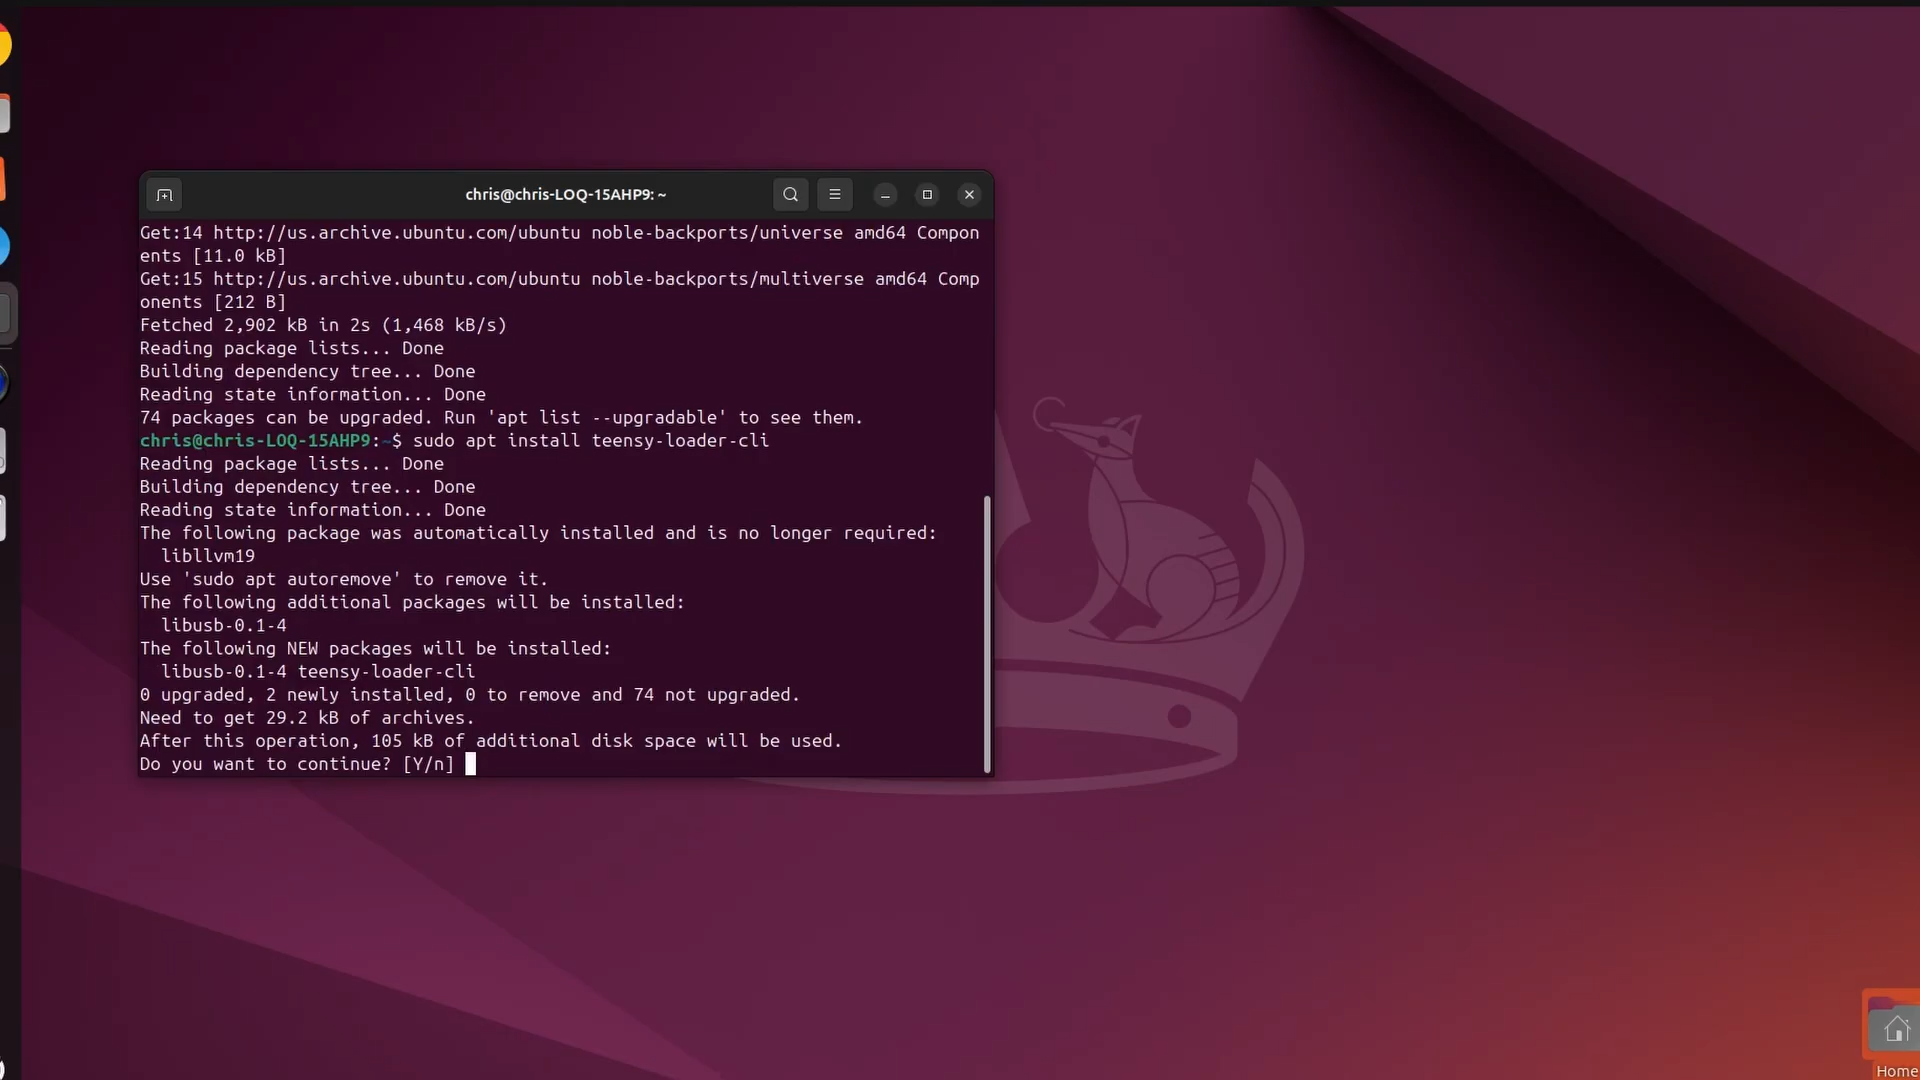 chris@chris-LOQ-15AHP9: ~
Get:14 http://us.archive.ubuntu.com/ubuntu noble-backports/universe amd64 Compon
ents [11.0 kB]
Get:15 http://us.archive.ubuntu.com/ubuntu noble-backports/multiverse amd64 Comp
onents [212 B]
Fetched 2,902 kB in 2s (1,468 kB/s)
Reading package lists... Done
Building dependency tree... Done
Reading state information... Done
74 packages can be upgraded. Run 'apt list --upgradable' to see them.
chris@chris-LOQ-15AHP9:~$ sudo apt install teensy-loader-cli
Reading package lists... Done
Building dependency tree... Done
Reading state information... Done
The following package was automatically installed and is no longer required:
  libllvm19
Use 'sudo apt autoremove' to remove it.
The following additional packages will be installed:
  libusb-0.1-4
The following NEW packages will be installed:
  libusb-0.1-4 teensy-loader-cli
0 upgraded, 2 newly installed, 0 to remove and 74 not upgraded.
Need to get 29.2 kB of archives.
After this operation, 105 kB of additional disk space will be used.
Do you want to continue? [Y/n]
Home